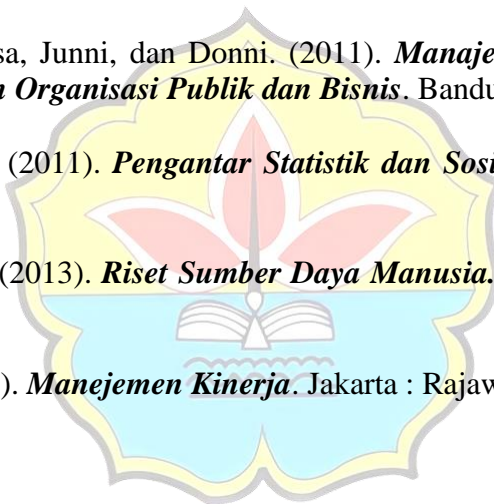 sa, Junni, dan Donni. (2011). Manaje
n Organisasi Publik dan Bisnis. Bandu
(2011). Pengantar Statistik dan Sosi
(2013). Riset Sumber Daya Manusia.
). Manejemen Kinerja. Jakarta : Rajaw